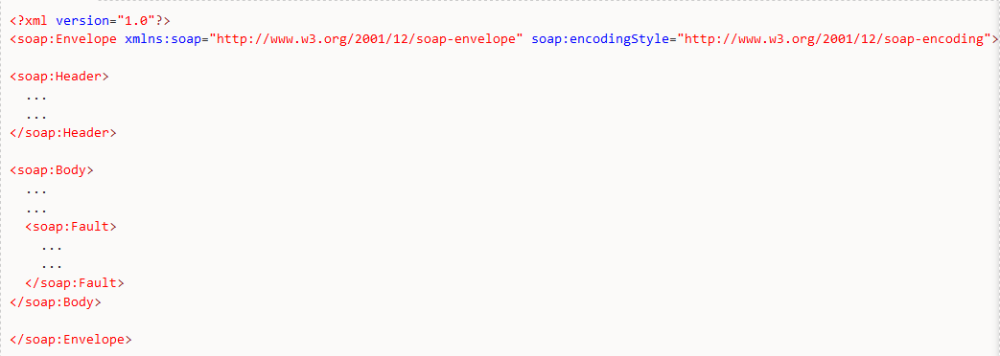 <?xml version="1.0"?>
<soap:Envelope xmlns:soap="http://www.w3.org/2001/12/soap-envelope" soap:encodingStyle="http://www.w3.org/2001/12/soap-encoding">
<soap:Header>
...
...
</soap:Header>
<soap:Body>
...
...
<soap:Fault>
...
...
</soap:Fault>
</soap:Body>
</soap:Envelope>